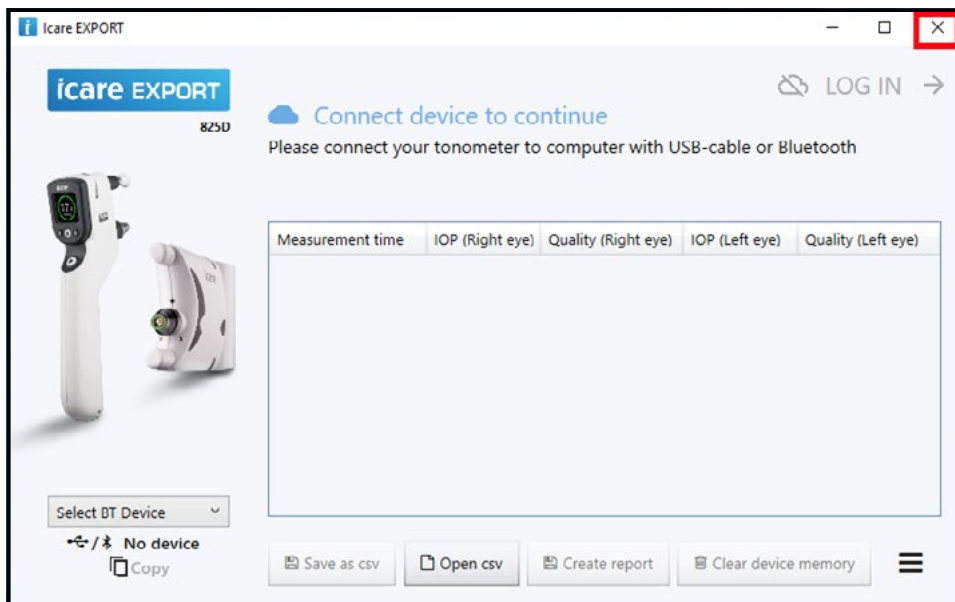 Icare EXPORT
icare EXPORT
825D
LOG IN
Connect device to continue
Please connect your tonometer to computer with USB-cable or Bluetooth
Measurement time IOP (Right eye) Quality (Right eye) IOP (Left eye) Quality (Left eye)
Select BT Device
/ No device
Copy
Save as csv Open csv Create report Clear device memory